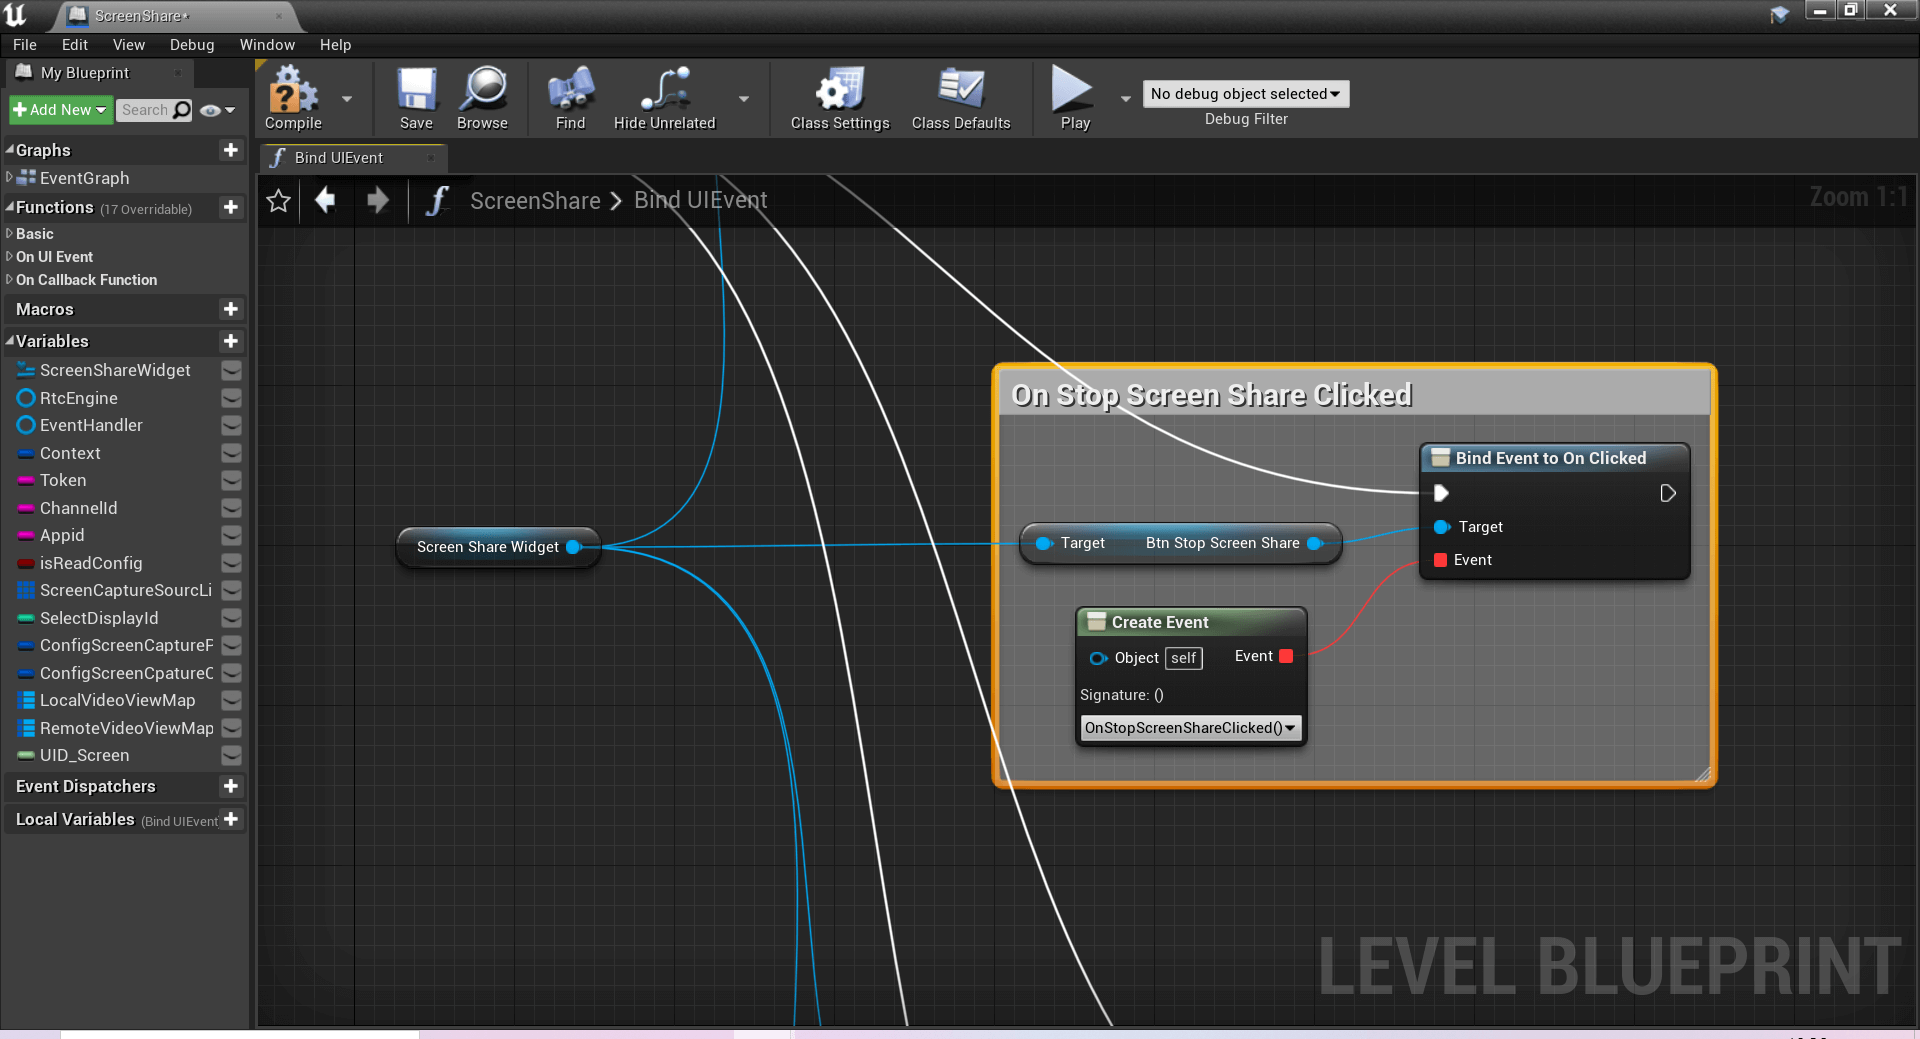 ScreenShare*
File Edit View Debug Window Help
My Blueprint
Add New
Search
Compile
Save
Browse
Find
Hide Unrelated
Class Settings
Class Defaults
Play
No debug object selected
Debug Filter
Graphs
EventGraph
Functions (17 Overridable)
Basic
On UI Event
On Callback Function
Macros
Variables
ScreenShareWidget
RtcEngine
EventHandler
Context
Token
ChannelId
Appid
isReadConfig
ScreenCaptureSourcLi
SelectDisplayId
ConfigScreenCaptureF
ConfigScreenCpatureC
LocalVideoViewMap
RemoteVideoViewMap
UID_Screen
Event Dispatchers
Local Variables (Bind UIEvent
Bind UIEvent
ScreenShare > Bind UIEvent
Zoom 1:1
Screen Share Widget
On Stop Screen Share Clicked
Bind Event to On Clicked
Target
Event
Target Btn Stop Screen Share
Create Event
Object self Event
Signature: ()
OnStopScreenShareClicked()
LEVEL BLUEPRINT